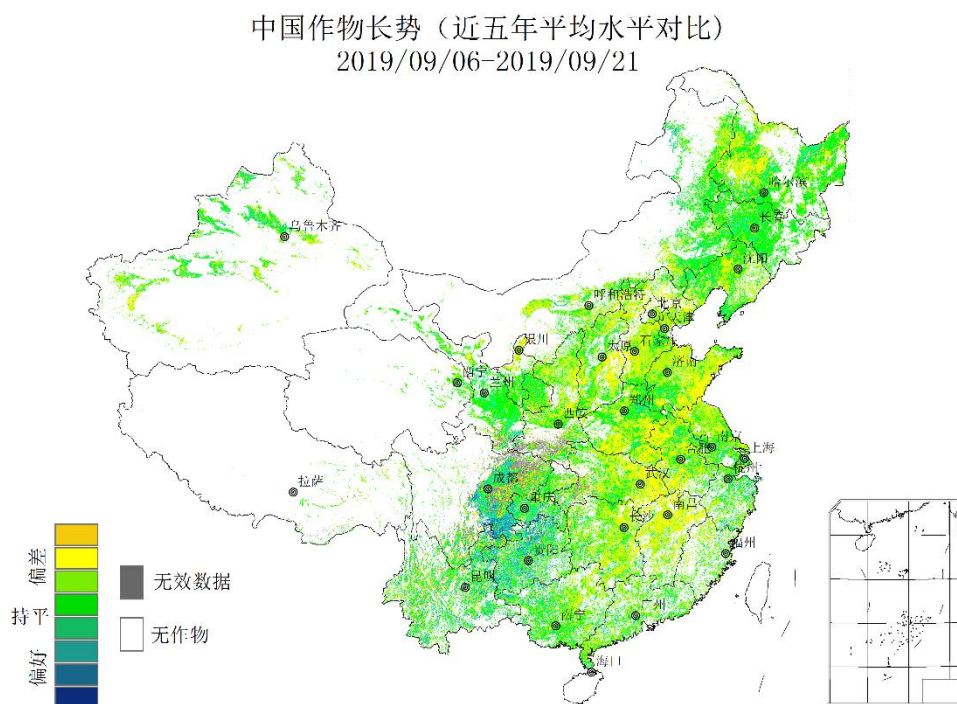 中国作物长势（近五年平均水平对比）
2019/09/06-2019/09/21
哈尔滨
长春
乌鲁木齐
沈阳
呼和浩特
北京
天津
银川
太原
石家庄
西宁
济南
兰州
郑州
西安
南京
合肥
上海
杭州
拉萨
成都
武汉
重庆
南昌
长沙
福州
贵阳
昆明
广州
南宁
海口
偏差
持平
偏好
无效数据
无作物